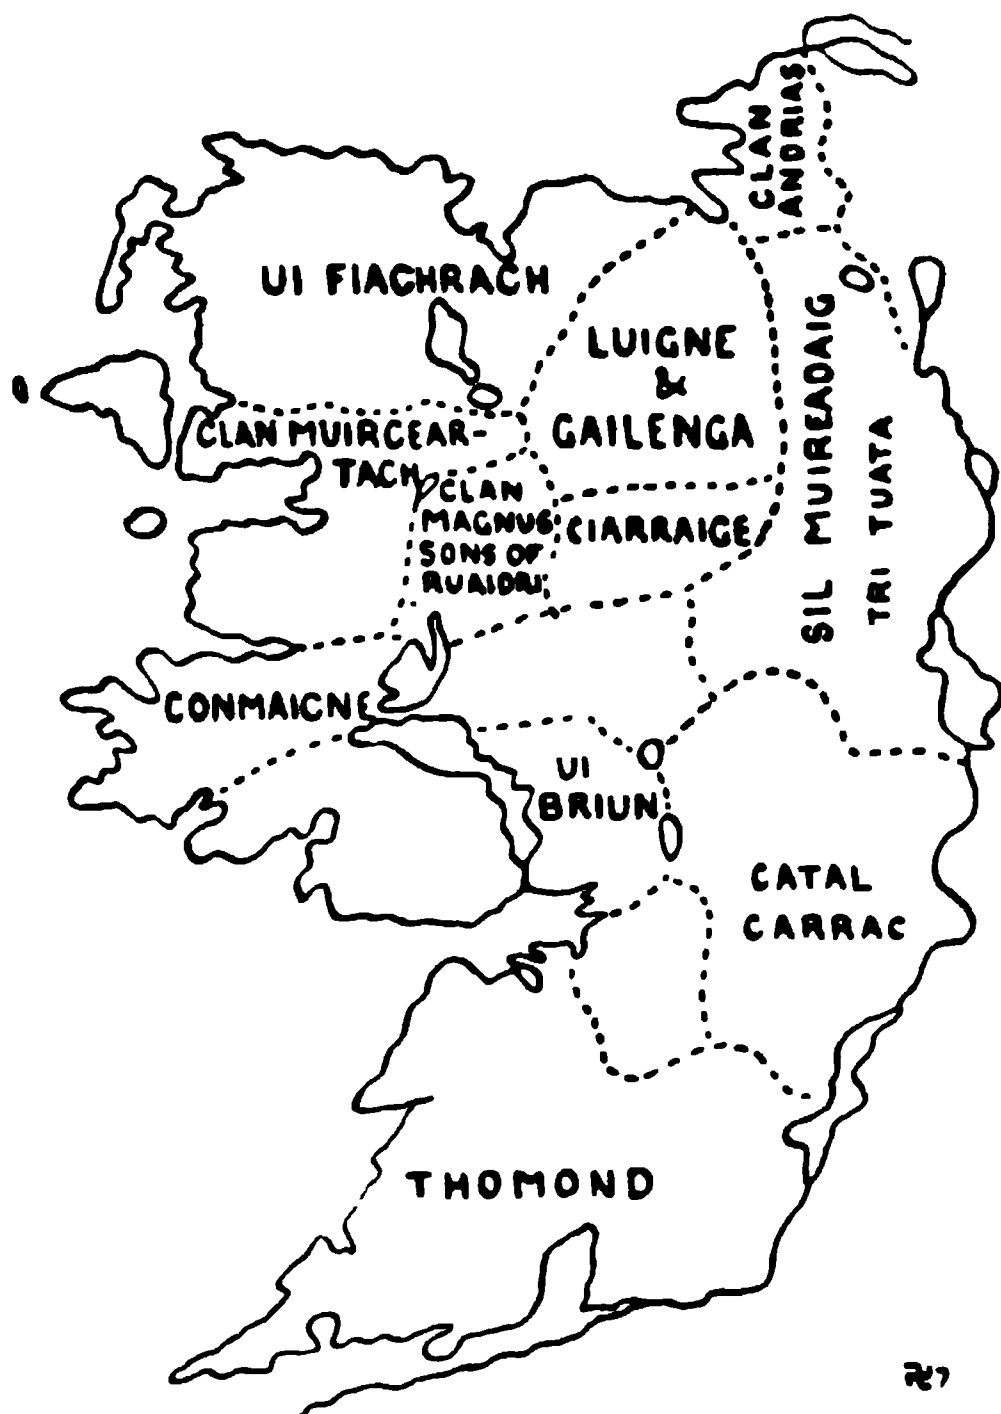 CLAN
ANDRIAS
UI FIACHRACH
LUIGNE
&
GAILENGA
SIL MUIREADAIG
TRI TUATA
CLAN MUIRCEAR-
TACH
CLAN
MAGNUS
SONS OF
RUAIDRI
CIARRAIGE
CONMAICNE
UI
BRIUN
CATAL
CARRAC
THOMOND